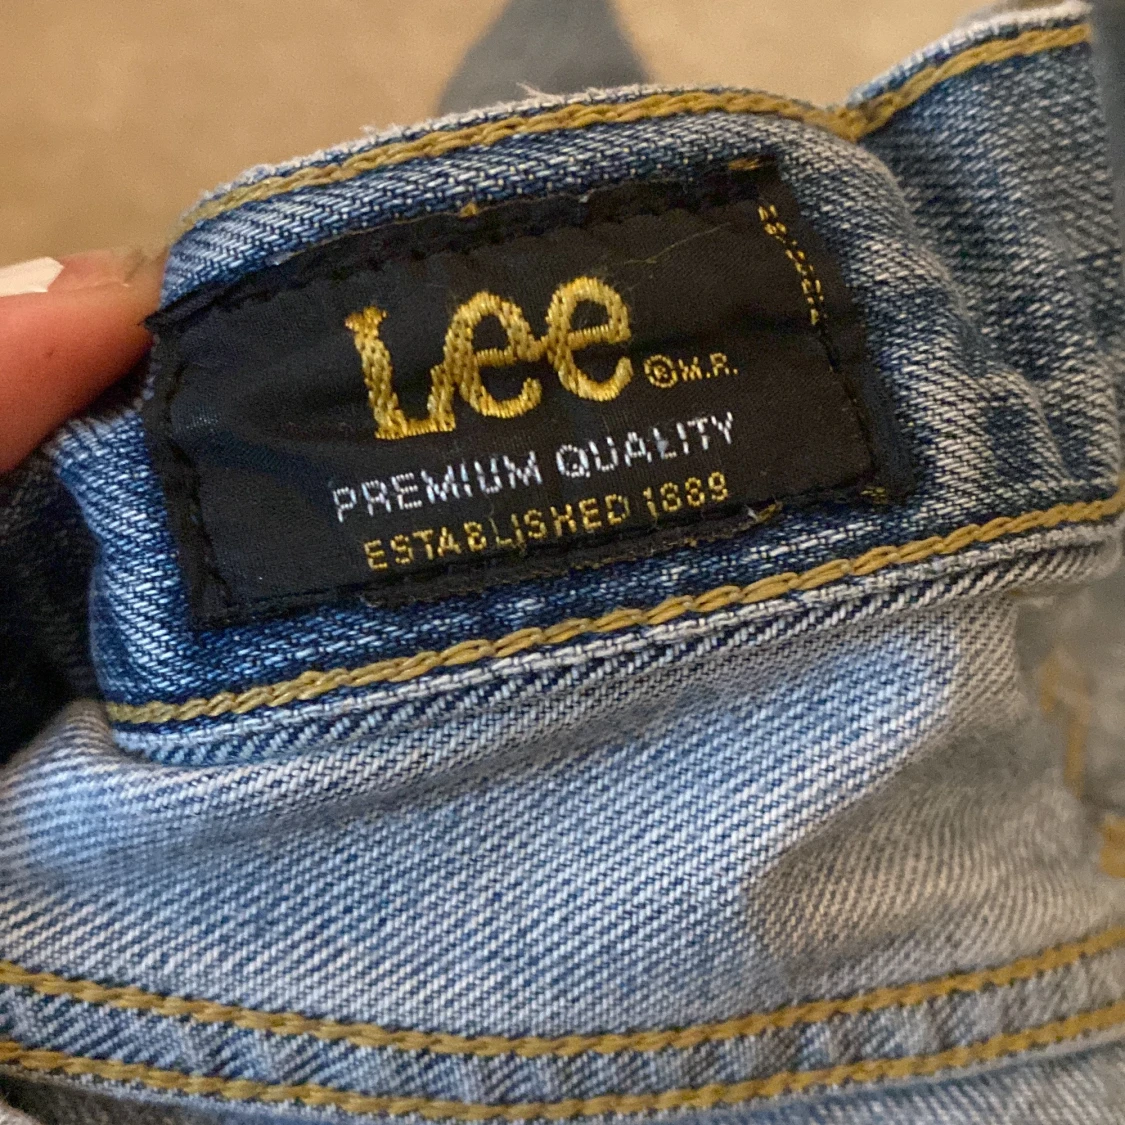 Lee ® M.R.
PREMIUM QUALITY
ESTABLISHED 1889